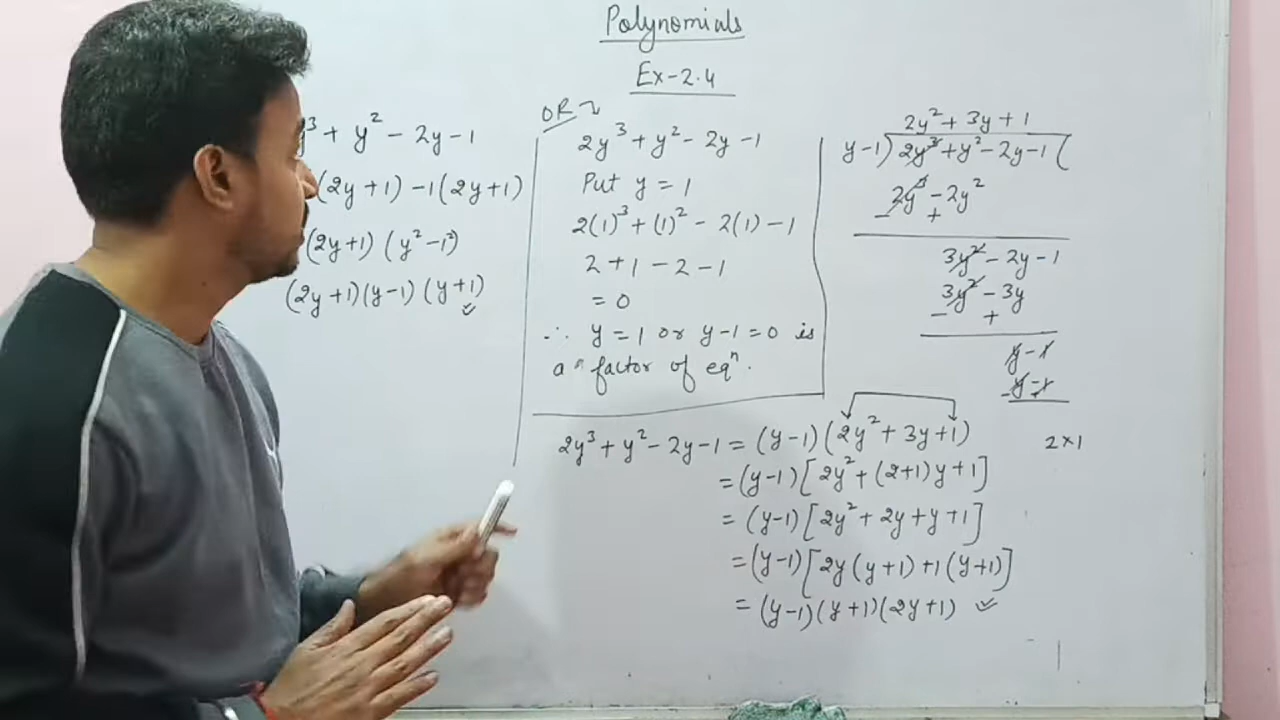 Polynomials
Ex-2.4
³ + y² - 2y - 1
(2y + 1) - 1(2y + 1)
(2y+1) (y² - 1²)
(2y + 1)(y - 1) (y + 1)
OR
2y³ + y² - 2y - 1
Put y = 1
2(1)³ + (1)² - 2(1) - 1
2 + 1 - 2 - 1
= 0
∴ y = 1 or y - 1 = 0 is
a factor of eqⁿ.
2y² + 3y + 1
y - 1) 2y³ + y² - 2y - 1 (
2y³ - 2y²
- +
3y² - 2y - 1
3y² - 3y
- +
y - 1
y - 1
- +
2y³ + y² - 2y - 1 = (y - 1)(2y² + 3y + 1)
2 × 1
= (y - 1)[2y² + (2+1)y + 1]
= (y - 1)[2y² + 2y + y + 1]
= (y - 1)[2y(y + 1) + 1(y + 1)]
= (y - 1)(y + 1)(2y + 1)